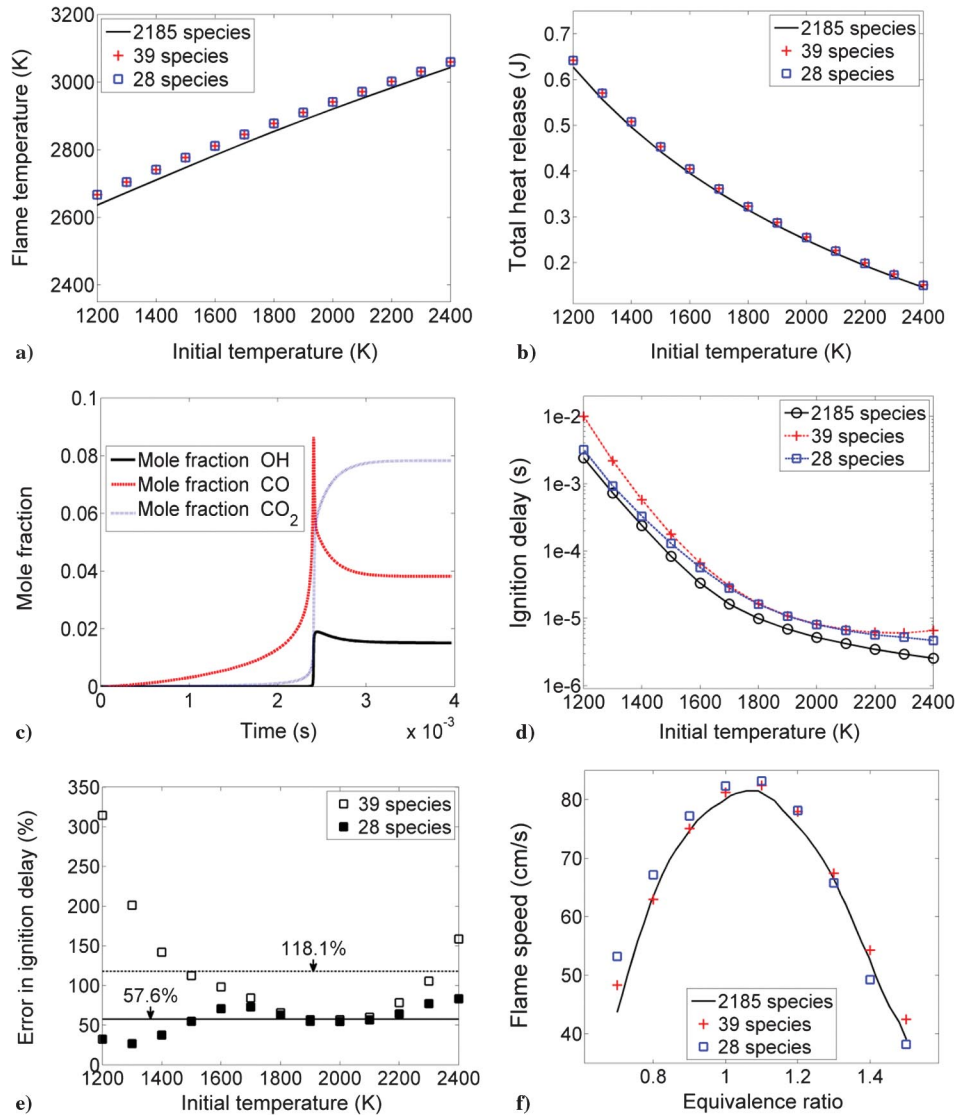 3200
3000
2800
2600
2400
Flame temperature (K)
2185 species
39 species
28 species
1200 1400 1600 1800 2000 2200 2400
Initial temperature (K)
a)
0.7
0.6
0.5
0.4
0.3
0.2
Total heat release (J)
2185 species
39 species
28 species
1200 1400 1600 1800 2000 2200 2400
Initial temperature (K)
b)
0.1
0.08
0.06
0.04
0.02
0
Mole fraction
Mole fraction OH
Mole fraction CO
Mole fraction CO2
0 1 2 3 4
Time (s)
x 10^-3
c)
1e-2
1e-3
1e-4
1e-5
1e-6
Ignition delay (s)
2185 species
39 species
28 species
1200 1400 1600 1800 2000 2200 2400
Initial temperature (K)
d)
350
300
250
200
150
100
50
0
Error in ignition delay (%)
39 species
28 species
118.1%
57.6%
1200 1400 1600 1800 2000 2200 2400
Initial temperature (K)
e)
80
70
60
50
40
Flame speed (cm/s)
2185 species
39 species
28 species
0.8 1 1.2 1.4
Equivalence ratio
f)